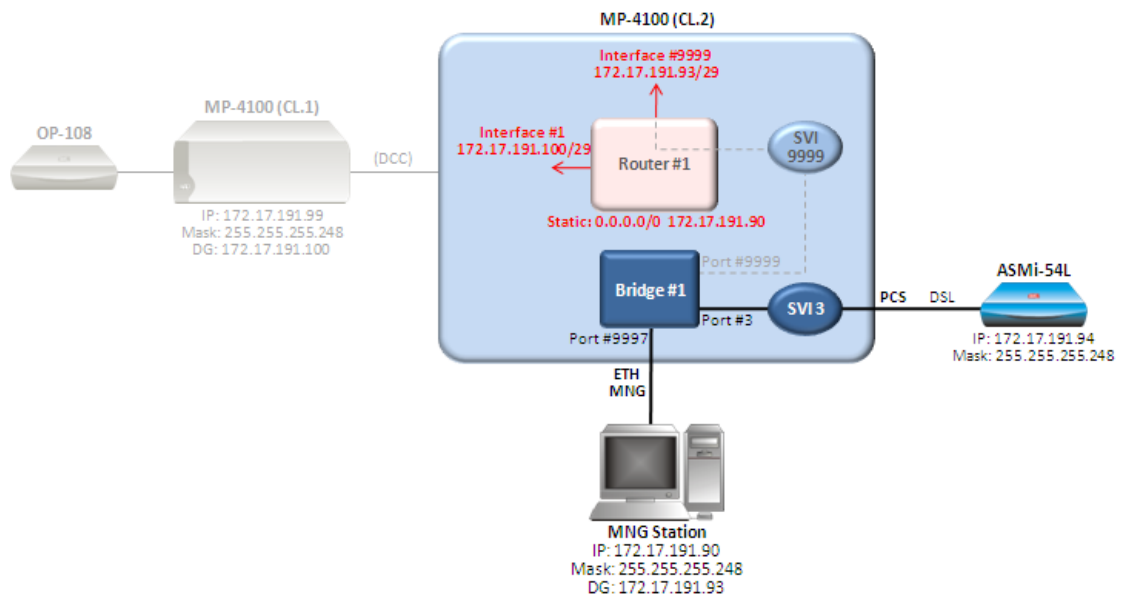 MP-4100 (CL.2)
Interface #9999
172.17.191.93/29
MP-4100 (CL.1)
OP-108
(DCC)
Interface #1
172.17.191.100/29
Router #1
SVI
9999
IP: 172.17.191.99
Mask: 255.255.255.248
DG: 172.17.191.100
Static: 0.0.0.0/0 172.17.191.90
Port #9999
Bridge #1
SVI 3
Port #3
Port #9997
PCS
DSL
ASMi-54L
IP: 172.17.191.94
Mask: 255.255.255.248
ETH
MNG
MNG Station
IP: 172.17.191.90
Mask: 255.255.255.248
DG: 172.17.191.93